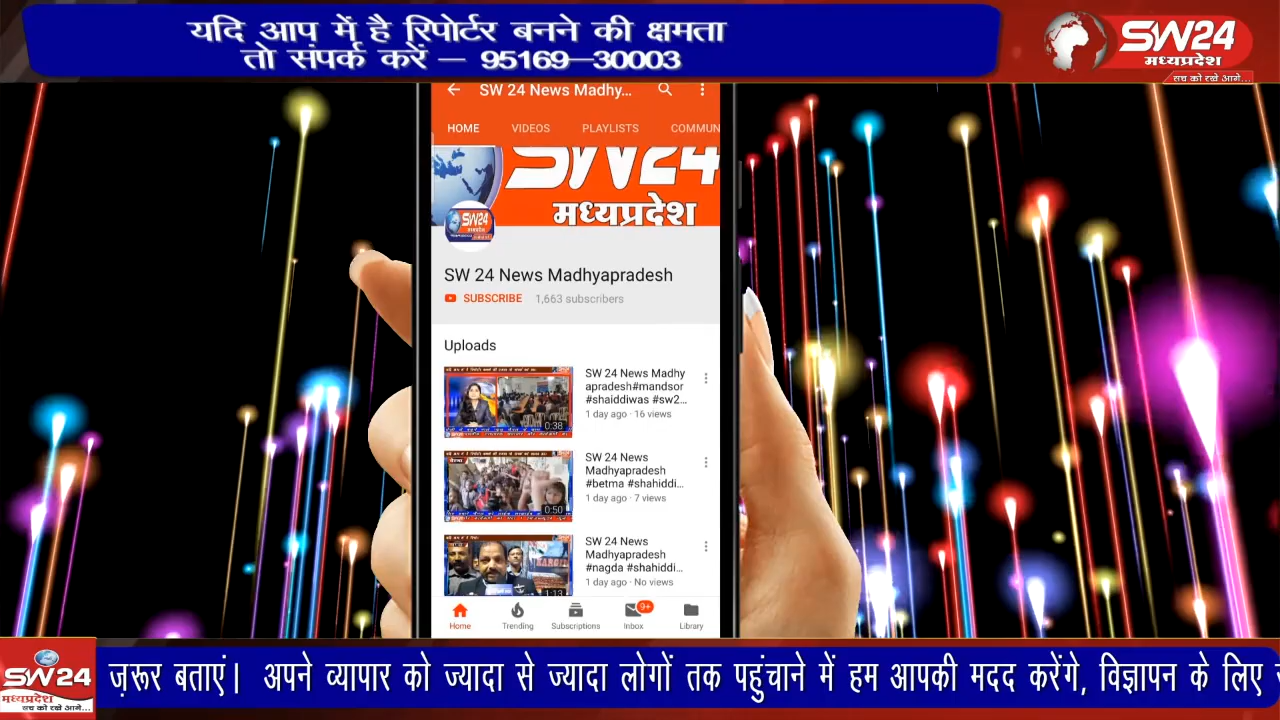 यदि आप में है रिपोर्टर बनने की क्षमता
तो संपर्क करें – 95169–30003
SW24
मध्यप्रदेश
सच को रखे आगे...
SW 24 News Madhy...
HOME VIDEOS PLAYLISTS COMMUN
SW24
मध्यप्रदेश
SW24
SW 24 News Madhyapradesh
SUBSCRIBE 1,663 subscribers
Uploads
SW 24 News Madhy
apradesh#mandsor
#shaiddiwas #sw2...
1 day ago · 16 views
0:38
SW 24 News
Madhyapradesh
#betma #shahiddi...
1 day ago · 7 views
0:50
SW 24 News
Madhyapradesh
#nagda #shahiddi...
1 day ago · No views
1:13
9+
Home Trending Subscriptions Inbox Library
SW24
मध्यप्रदेश
सच को रखे आगे...
ज़रूर बताएं। अपने व्यापार को ज्यादा से ज्यादा लोगों तक पहुंचाने में हम आपकी मदद करेंगे, विज्ञापन के लिए